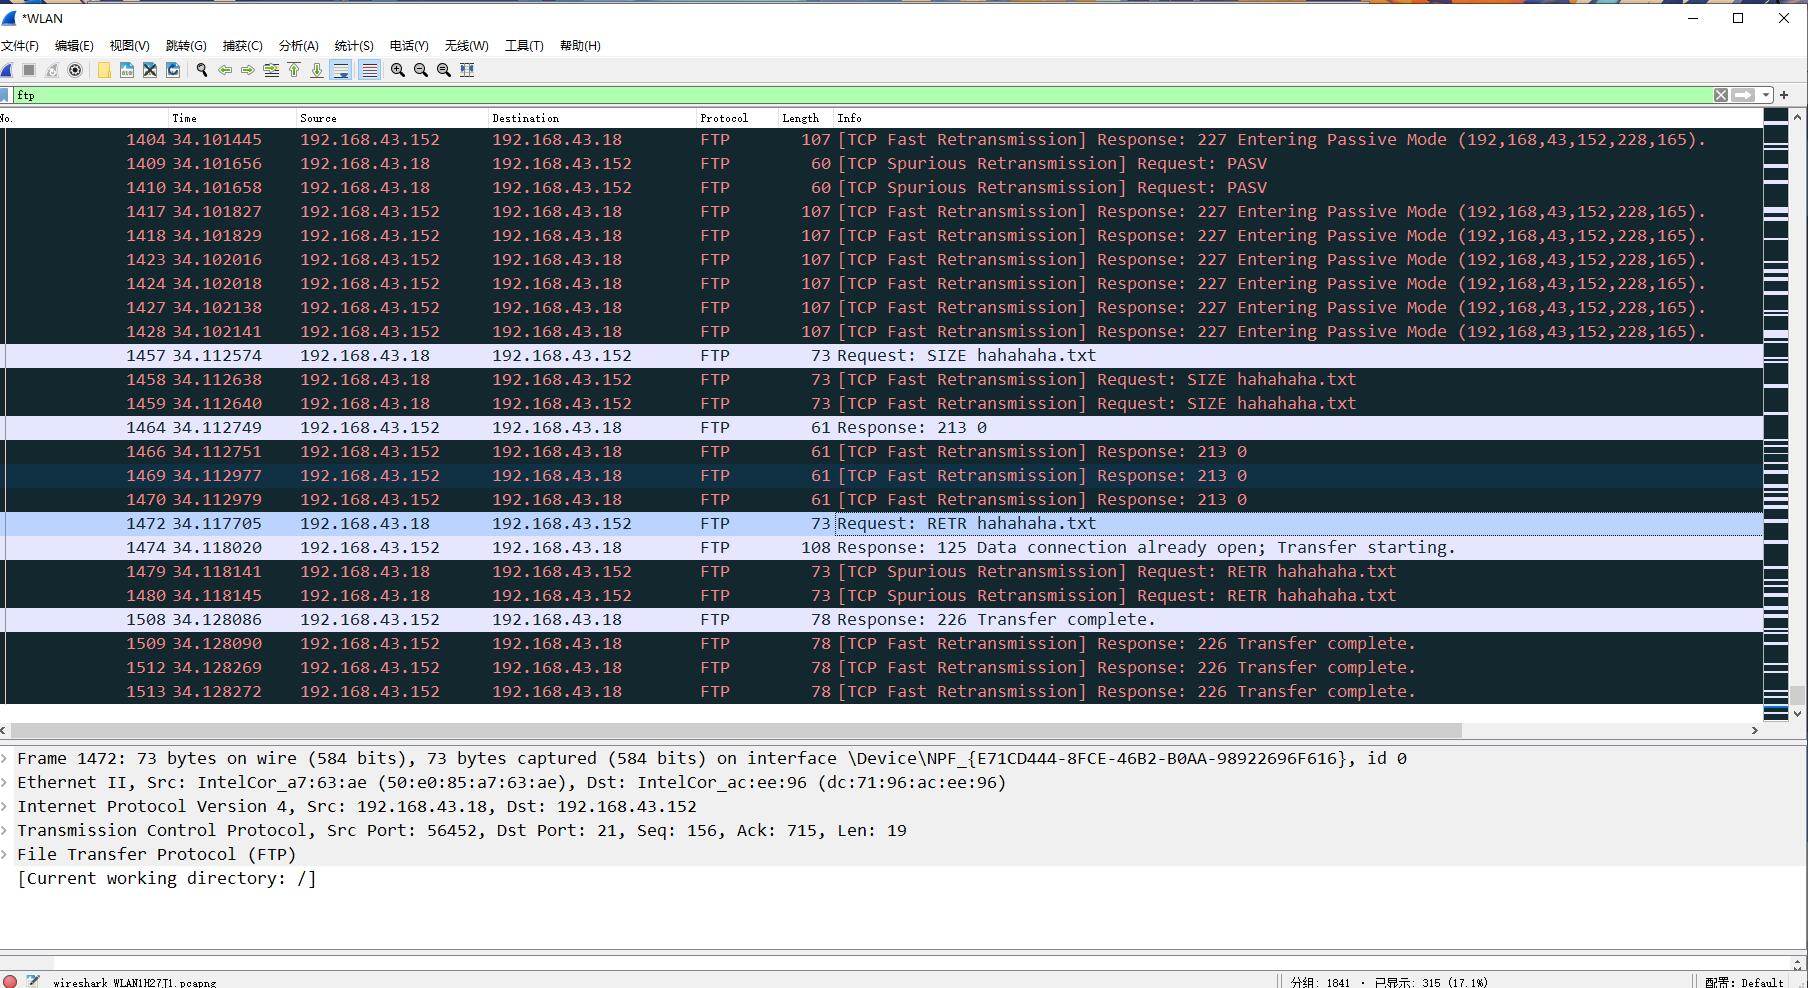 *WLAN
文件(F) 编辑(E) 视图(V) 跳转(G) 捕获(C) 分析(A) 统计(S) 电话(Y) 无线(W) 工具(T) 帮助(H)
ftp
No. Time Source Destination Protocol Length Info
1404 34.101445 192.168.43.152 192.168.43.18 FTP 107 [TCP Fast Retransmission] Response: 227 Entering Passive Mode (192,168,43,152,228,165).
1409 34.101656 192.168.43.18 192.168.43.152 FTP 60 [TCP Spurious Retransmission] Request: PASV
1410 34.101658 192.168.43.18 192.168.43.152 FTP 60 [TCP Spurious Retransmission] Request: PASV
1417 34.101827 192.168.43.152 192.168.43.18 FTP 107 [TCP Fast Retransmission] Response: 227 Entering Passive Mode (192,168,43,152,228,165).
1418 34.101829 192.168.43.152 192.168.43.18 FTP 107 [TCP Fast Retransmission] Response: 227 Entering Passive Mode (192,168,43,152,228,165).
1423 34.102016 192.168.43.152 192.168.43.18 FTP 107 [TCP Fast Retransmission] Response: 227 Entering Passive Mode (192,168,43,152,228,165).
1424 34.102018 192.168.43.152 192.168.43.18 FTP 107 [TCP Fast Retransmission] Response: 227 Entering Passive Mode (192,168,43,152,228,165).
1427 34.102138 192.168.43.152 192.168.43.18 FTP 107 [TCP Fast Retransmission] Response: 227 Entering Passive Mode (192,168,43,152,228,165).
1428 34.102141 192.168.43.152 192.168.43.18 FTP 107 [TCP Fast Retransmission] Response: 227 Entering Passive Mode (192,168,43,152,228,165).
1457 34.112574 192.168.43.18 192.168.43.152 FTP 73 Request: SIZE hahahaha.txt
1458 34.112638 192.168.43.18 192.168.43.152 FTP 73 [TCP Fast Retransmission] Request: SIZE hahahaha.txt
1459 34.112640 192.168.43.18 192.168.43.152 FTP 73 [TCP Fast Retransmission] Request: SIZE hahahaha.txt
1464 34.112749 192.168.43.152 192.168.43.18 FTP 61 Response: 213 0
1466 34.112751 192.168.43.152 192.168.43.18 FTP 61 [TCP Fast Retransmission] Response: 213 0
1469 34.112977 192.168.43.152 192.168.43.18 FTP 61 [TCP Fast Retransmission] Response: 213 0
1470 34.112979 192.168.43.152 192.168.43.18 FTP 61 [TCP Fast Retransmission] Response: 213 0
1472 34.117705 192.168.43.18 192.168.43.152 FTP 73 Request: RETR hahahaha.txt
1474 34.118020 192.168.43.152 192.168.43.18 FTP 108 Response: 125 Data connection already open; Transfer starting.
1479 34.118141 192.168.43.18 192.168.43.152 FTP 73 [TCP Spurious Retransmission] Request: RETR hahahaha.txt
1480 34.118145 192.168.43.18 192.168.43.152 FTP 73 [TCP Spurious Retransmission] Request: RETR hahahaha.txt
1508 34.128086 192.168.43.152 192.168.43.18 FTP 78 Response: 226 Transfer complete.
1509 34.128090 192.168.43.152 192.168.43.18 FTP 78 [TCP Fast Retransmission] Response: 226 Transfer complete.
1512 34.128269 192.168.43.152 192.168.43.18 FTP 78 [TCP Fast Retransmission] Response: 226 Transfer complete.
1513 34.128272 192.168.43.152 192.168.43.18 FTP 78 [TCP Fast Retransmission] Response: 226 Transfer complete.
Frame 1472: 73 bytes on wire (584 bits), 73 bytes captured (584 bits) on interface \Device\NPF_{E71CD444-8FCE-46B2-B0AA-98922696F616}, id 0
Ethernet II, Src: IntelCor_a7:63:ae (50:e0:85:a7:63:ae), Dst: IntelCor_ac:ee:96 (dc:71:96:ac:ee:96)
Internet Protocol Version 4, Src: 192.168.43.18, Dst: 192.168.43.152
Transmission Control Protocol, Src Port: 56452, Dst Port: 21, Seq: 156, Ack: 715, Len: 19
File Transfer Protocol (FTP)
[Current working directory: /]
wireshark_WLAN1H27J1.pcapng 分组: 1841 · 已显示: 315 (17.1%) 配置: Default